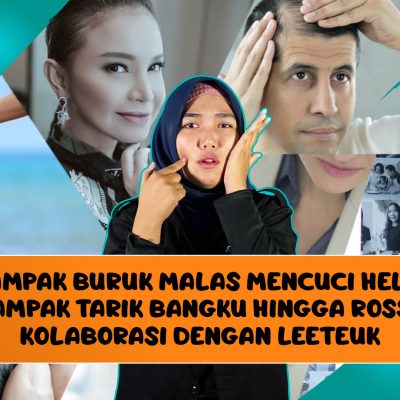 AMPAK BURUK MALAS MENCUCI HEL
AMPAK TARIK BANGKU HINGGA ROSS
KOLABORASI DENGAN LEETEUK